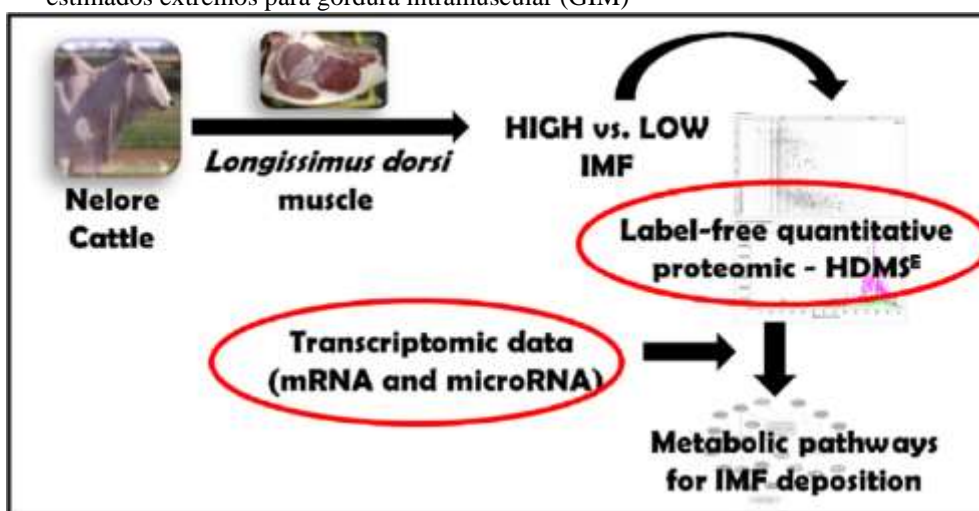 estimados extremos para gordura intramuscular (GIM)
HIGH vs. LOW
IMF
Longissimus dorsi
muscle
Nelore
Cattle
Label-free quantitative
proteomic - HDMSᴱ
Transcriptomic data
(mRNA and microRNA)
Metabolic pathways
for IMF deposition